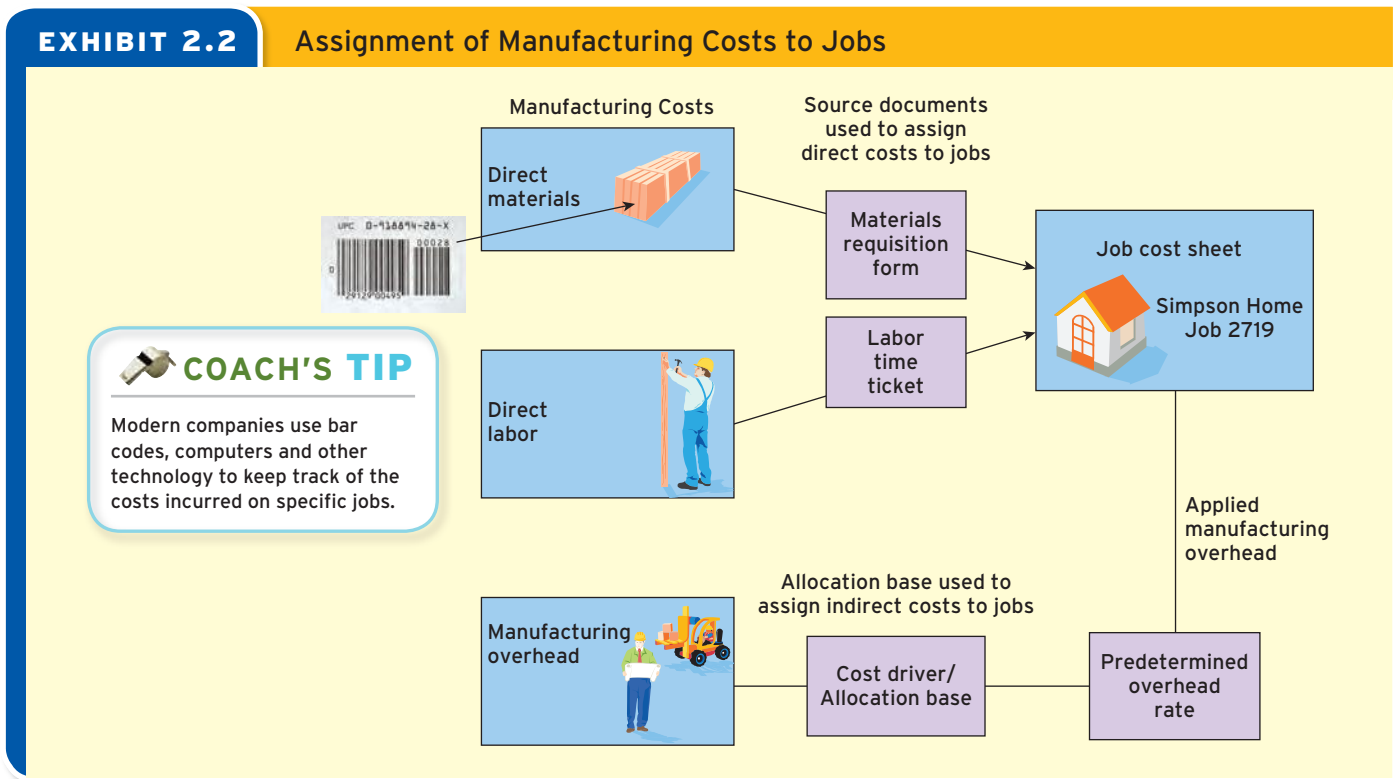 EXHIBIT 2.2
Assignment of Manufacturing Costs to Jobs
Manufacturing Costs
Source documents
used to assign
direct costs to jobs
Direct
materials
UPC 0-918894-28-X
00028
0
29129 00495
Materials
requisition
form
Job cost sheet
Simpson Home
Job 2719
COACH'S TIP
Modern companies use bar
codes, computers and other
technology to keep track of the
costs incurred on specific jobs.
Direct
labor
Labor
time
ticket
Applied
manufacturing
overhead
Manufacturing
overhead
Allocation base used to
assign indirect costs to jobs
Cost driver/
Allocation base
Predetermined
overhead
rate